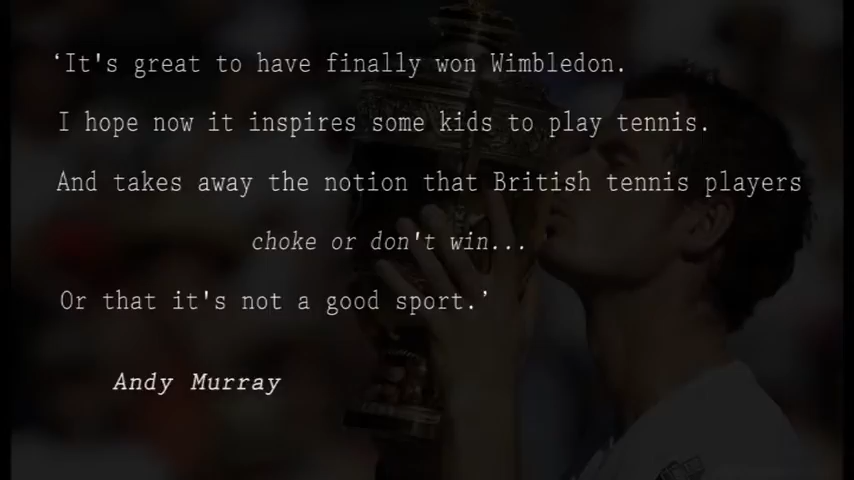 ‘It's great to have finally won Wimbledon.
I hope now it inspires some kids to play tennis.
And takes away the notion that British tennis players
choke or don't win...
Or that it's not a good sport.’
Andy Murray